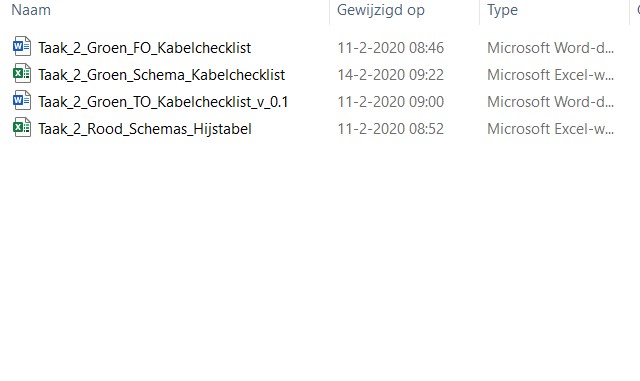 Naam Gewijzigd op Type
Taak_2_Groen_FO_Kabelchecklist 11-2-2020 08:46 Microsoft Word-d...
Taak_2_Groen_Schema_Kabelchecklist 14-2-2020 09:22 Microsoft Excel-w...
Taak_2_Groen_TO_Kabelchecklist_v_0.1 11-2-2020 09:00 Microsoft Word-d...
Taak_2_Rood_Schemas_Hijstabel 11-2-2020 08:52 Microsoft Excel-w...